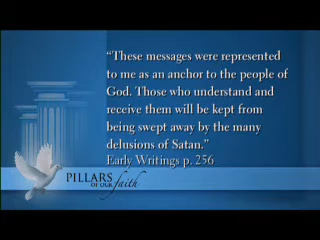 “These messages were represented
to me as an anchor to the people of
God. Those who understand and
receive them will be kept from
being swept away by the many
delusions of Satan.”
Early Writings p. 256
PILLARS
OF OUR faith